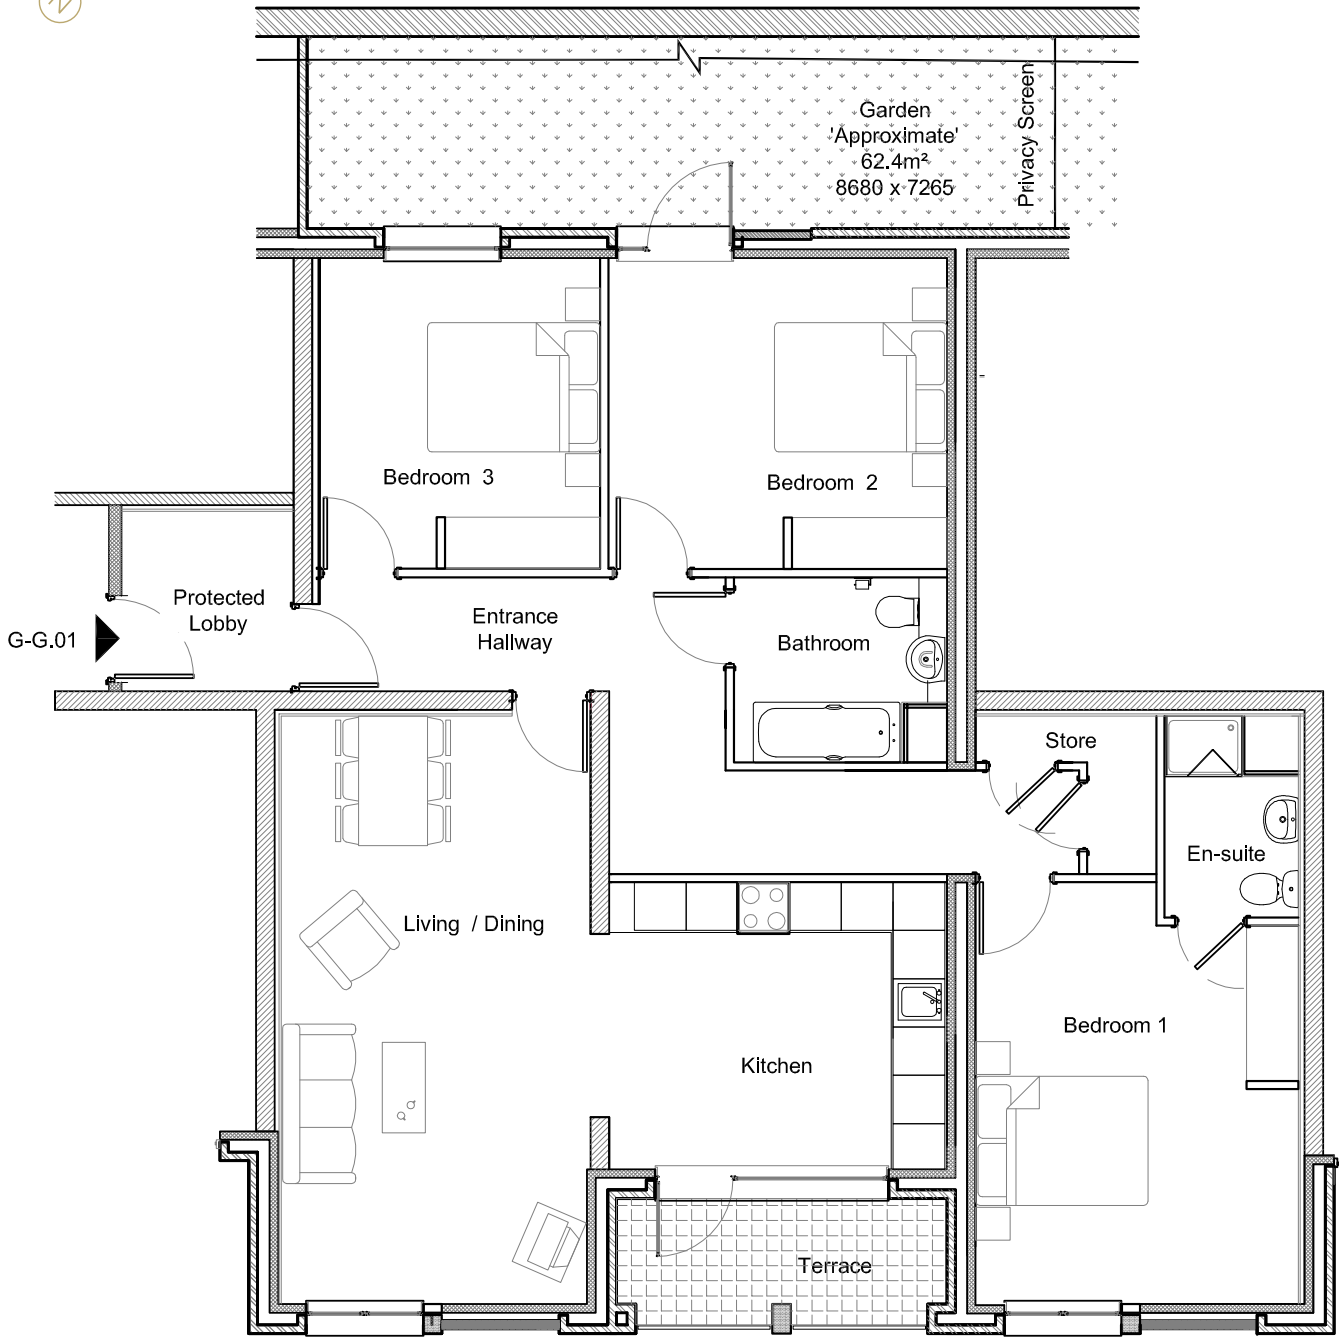 Garden
'Approximate'
62.4m²
8680 x 7265
Privacy Screen
Bedroom 3
Bedroom 2
Protected
Lobby
G-G.01
Entrance
Hallway
Bathroom
Store
En-suite
Living / Dining
Bedroom 1
Kitchen
Terrace